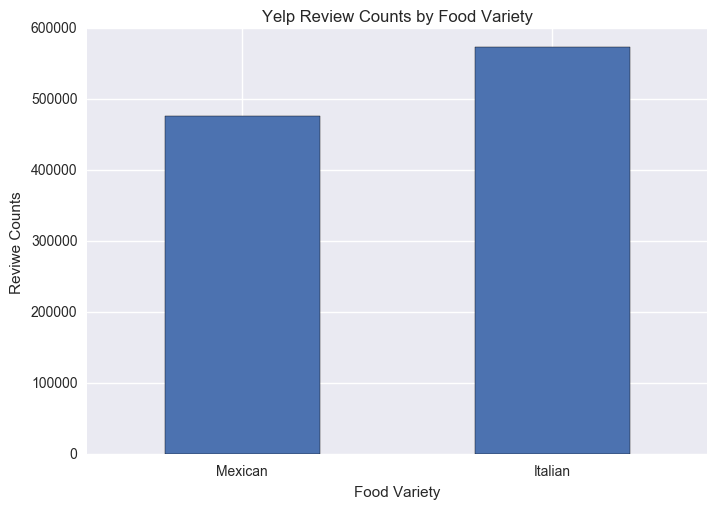 Yelp Review Counts by Food Variety
600000
500000
400000
300000
200000
100000
0
Reviwe Counts
Mexican
Italian
Food Variety